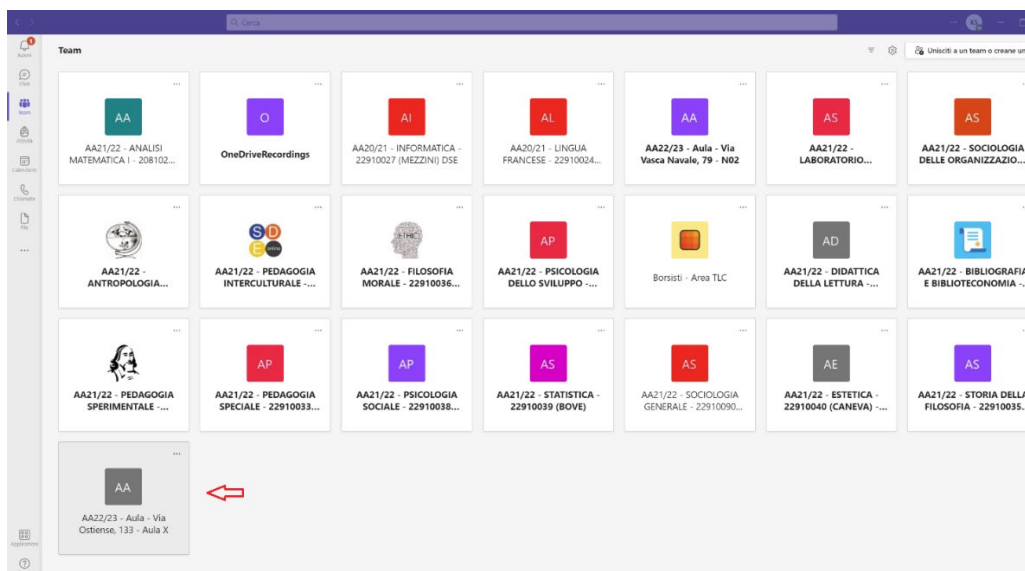 Cerca
Team
Unisciti a un team o creane un
Attività
Chat
Team
Attività
Calendario
Chiamate
File
Applicazioni
AA
AA21/22 - ANALISI
MATEMATICA I - 208102...
O
OneDriveRecordings
AI
AA20/21 - INFORMATICA -
22910027 (MEZZINI) DSE
AL
AA20/21 - LINGUA
FRANCESE - 22910024...
AA
AA22/23 - Aula - Via
Vasca Navale, 79 - N02
AS
AA21/22 -
LABORATORIO...
AS
AA21/22 - SOCIOLOGIA
DELLE ORGANIZZAZIO...
AA21/22 -
ANTROPOLOGIA...
SDE online
AA21/22 - PEDAGOGIA
INTERCULTURALE -...
ETHIC
AA21/22 - FILOSOFIA
MORALE - 22910036...
AP
AA21/22 - PSICOLOGIA
DELLO SVILUPPO -...
Borsisti - Area TLC
AD
AA21/22 - DIDATTICA
DELLA LETTURA -...
AA21/22 - BIBLIOGRAFIA
E BIBLIOTECONOMIA -.
AA21/22 - PEDAGOGIA
SPERIMENTALE -...
AP
AA21/22 - PEDAGOGIA
SPECIALE - 22910033...
AP
AA21/22 - PSICOLOGIA
SOCIALE - 22910038...
AS
AA21/22 - STATISTICA -
22910039 (BOVE)
AS
AA21/22 - SOCIOLOGIA
GENERALE - 22910090...
AE
AA21/22 - ESTETICA -
22910040 (CANEVA) -...
AS
AA21/22 - STORIA DELLA
FILOSOFIA - 22910035.
AA
AA22/23 - Aula - Via
Ostiense, 133 - Aula X